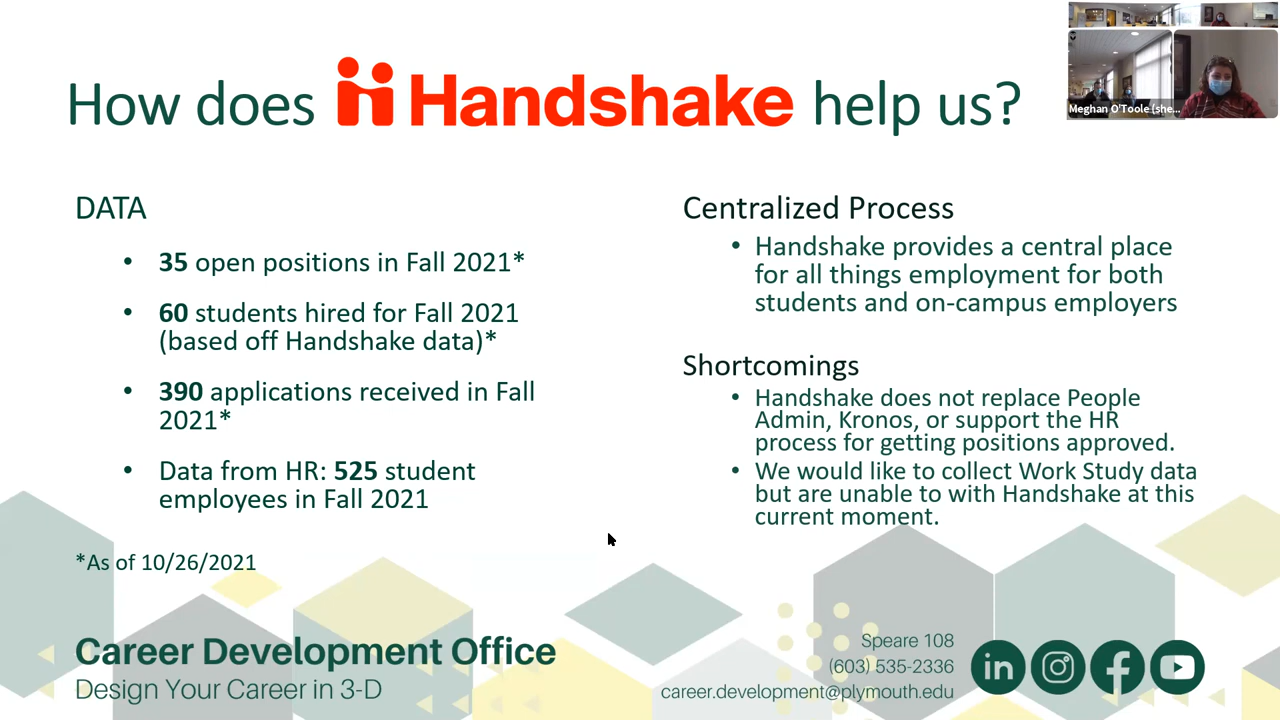 How does Handshake help us?
Meghan O'Toole (she...
DATA
• 35 open positions in Fall 2021*
• 60 students hired for Fall 2021
(based off Handshake data)*
• 390 applications received in Fall
2021*
• Data from HR: 525 student
employees in Fall 2021
*As of 10/26/2021
Centralized Process
• Handshake provides a central place
for all things employment for both
students and on-campus employers
Shortcomings
• Handshake does not replace People
Admin, Kronos, or support the HR
process for getting positions approved.
• We would like to collect Work Study data
but are unable to with Handshake at this
current moment.
Career Development Office
Design Your Career in 3-D
Speare 108
(603) 535-2336
career.development@plymouth.edu
in
f